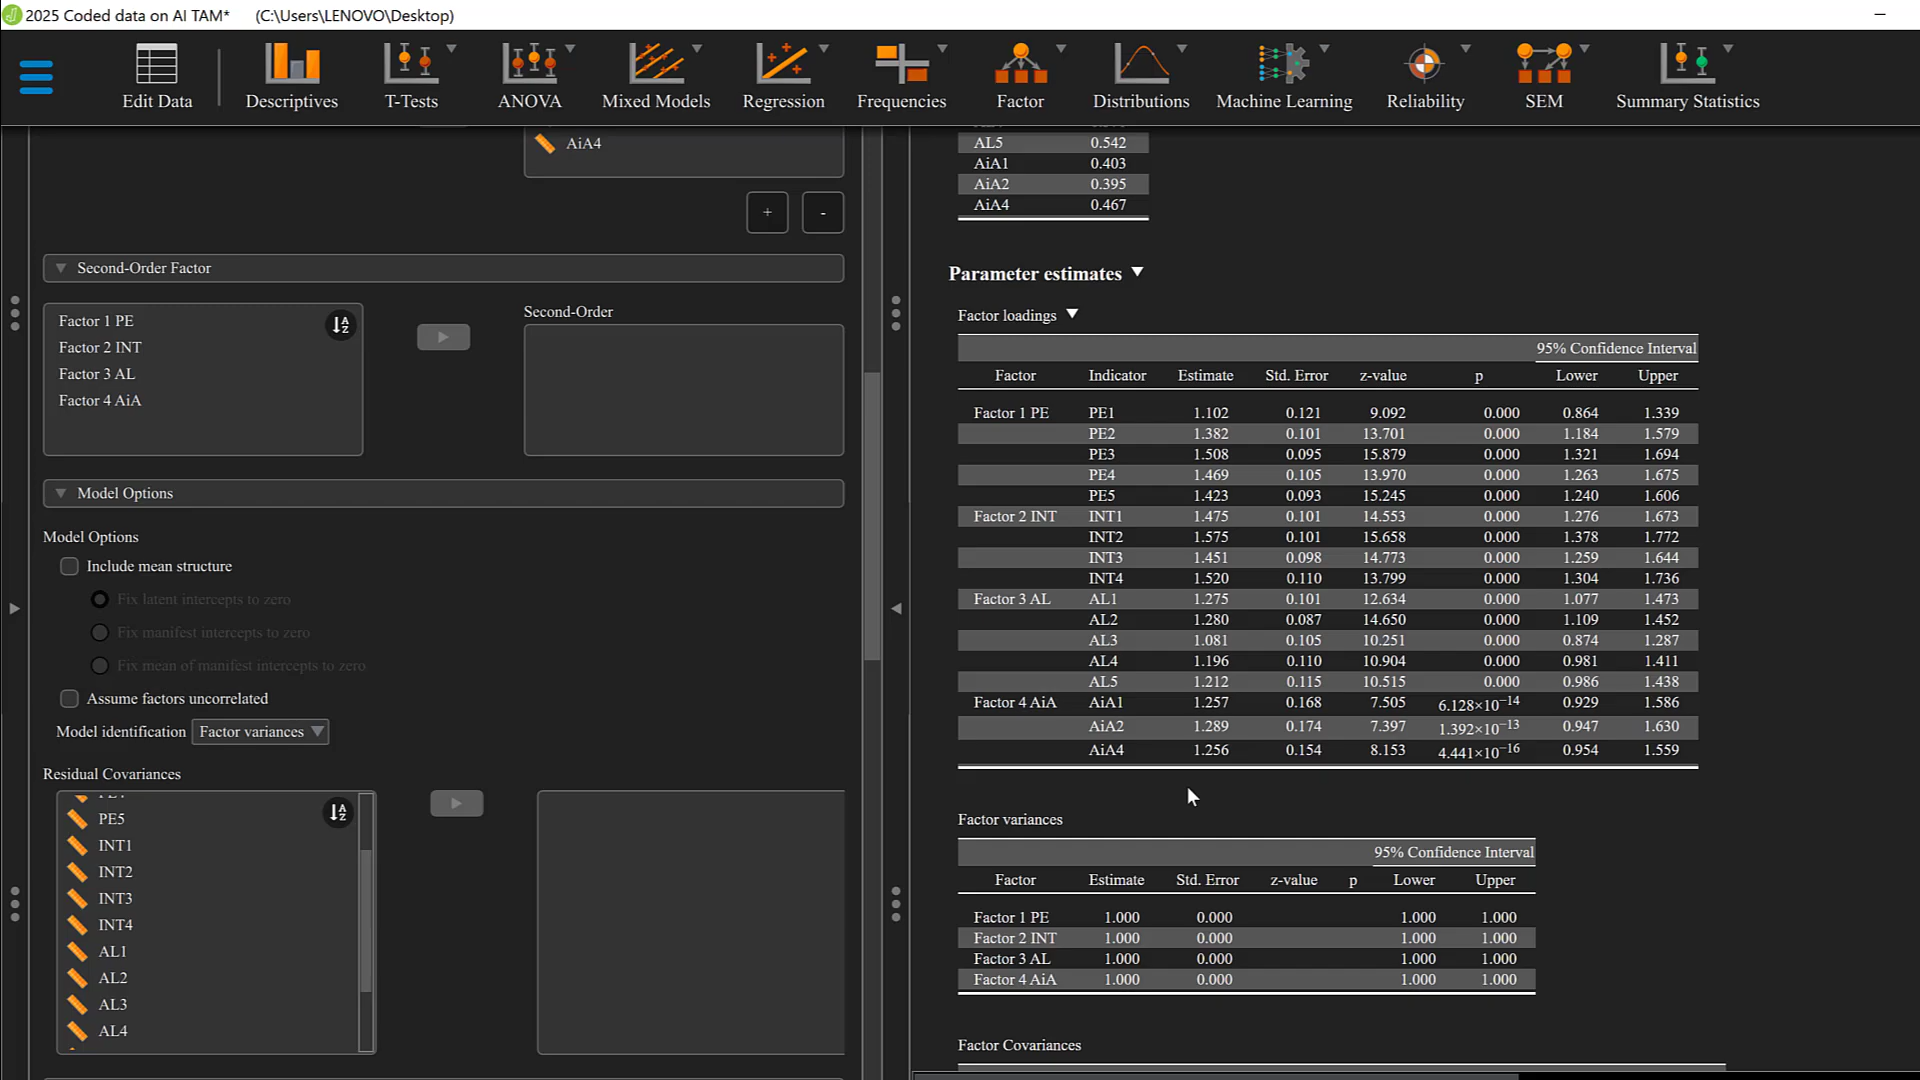 2025 Coded data on AI TAM* (C:\Users\LENOVO\Desktop)
Edit Data Descriptives T-Tests ANOVA Mixed Models Regression Frequencies Factor Distributions Machine Learning Reliability SEM Summary Statistics
AiA4
+ -
Second-Order Factor
Factor 1 PE
Factor 2 INT
Factor 3 AL
Factor 4 AiA
Second-Order
Model Options
Model Options
Include mean structure
Fix latent intercepts to zero
Fix manifest intercepts to zero
Fix mean of manifest intercepts to zero
Assume factors uncorrelated
Model identification Factor variances
Residual Covariances
PE5
INT1
INT2
INT3
INT4
AL1
AL2
AL3
AL4
AL5 0.542
AiA1 0.403
AiA2 0.395
AiA4 0.467
Parameter estimates
Factor loadings
95% Confidence Interval
Factor Indicator Estimate Std. Error z-value p Lower Upper
Factor 1 PE PE1 1.102 0.121 9.092 0.000 0.864 1.339
PE2 1.382 0.101 13.701 0.000 1.184 1.579
PE3 1.508 0.095 15.879 0.000 1.321 1.694
PE4 1.469 0.105 13.970 0.000 1.263 1.675
PE5 1.423 0.093 15.245 0.000 1.240 1.606
Factor 2 INT INT1 1.475 0.101 14.553 0.000 1.276 1.673
INT2 1.575 0.101 15.658 0.000 1.378 1.772
INT3 1.451 0.098 14.773 0.000 1.259 1.644
INT4 1.520 0.110 13.799 0.000 1.304 1.736
Factor 3 AL AL1 1.275 0.101 12.634 0.000 1.077 1.473
AL2 1.280 0.087 14.650 0.000 1.109 1.452
AL3 1.081 0.105 10.251 0.000 0.874 1.287
AL4 1.196 0.110 10.904 0.000 0.981 1.411
AL5 1.212 0.115 10.515 0.000 0.986 1.438
Factor 4 AiA AiA1 1.257 0.168 7.505 6.128×10⁻¹⁴ 0.929 1.586
AiA2 1.289 0.174 7.397 1.392×10⁻¹³ 0.947 1.630
AiA4 1.256 0.154 8.153 4.441×10⁻¹⁶ 0.954 1.559
Factor variances
95% Confidence Interval
Factor Estimate Std. Error z-value p Lower Upper
Factor 1 PE 1.000 0.000 1.000 1.000
Factor 2 INT 1.000 0.000 1.000 1.000
Factor 3 AL 1.000 0.000 1.000 1.000
Factor 4 AiA 1.000 0.000 1.000 1.000
Factor Covariances